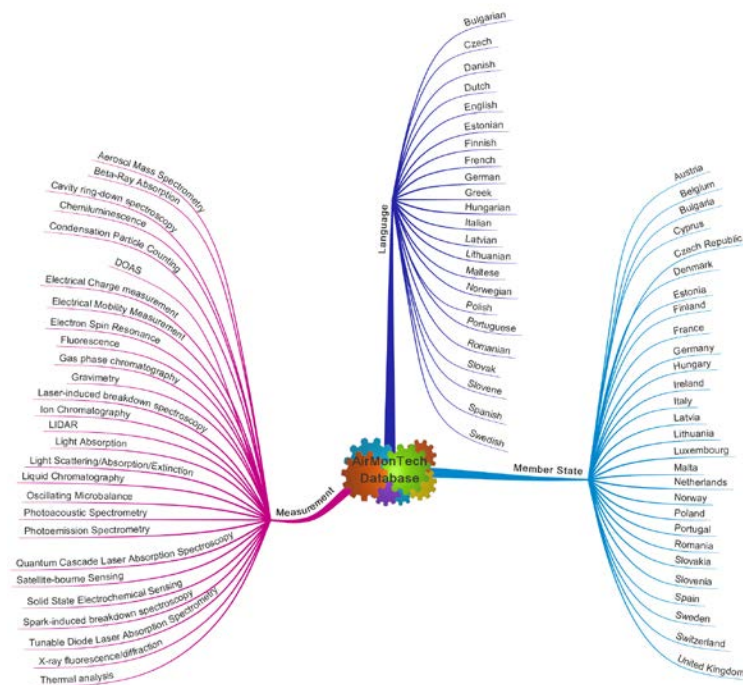 Bulgarian
Czech
Danish
Dutch
English
Estonian
Finnish
French
German
Greek
Hungarian
Italian
Latvian
Lithuanian
Maltese
Norwegian
Polish
Portuguese
Romanian
Slovak
Slovene
Spanish
Swedish
Language
Aerosol Mass Spectrometry
Beta-Ray Absorption
Cavity ring-down spectroscopy
Chemiluminescence
Condensation Particle Counting
DOAS
Electrical Charge measurement
Electrical Mobility Measurement
Electron Spin Resonance
Fluorescence
Gas phase chromatography
Gravimetry
Laser-induced breakdown spectroscopy
Ion Chromatography
LIDAR
Light Absorption
Light Scattering/Absorption/Extinction
Liquid Chromatography
Oscillating Microbalance
Photoacoustic Spectrometry
Photoemission Spectrometry
Quantum Cascade Laser Absorption Spectroscopy
Satellite-bourne Sensing
Solid State Electrochemical Sensing
Spark-induced breakdown spectroscopy
Tunable Diode Laser Absorption Spectrometry
X-ray fluorescence/diffraction
Thermal analysis
Measurement
AirMonTech
Database
Member State
Austria
Belgium
Bulgaria
Cyprus
Czech Republic
Denmark
Estonia
Finland
France
Germany
Hungary
Ireland
Italy
Latvia
Lithuania
Luxembourg
Malta
Netherlands
Norway
Poland
Portugal
Romania
Slovakia
Slovenia
Spain
Sweden
Switzerland
United Kingdom